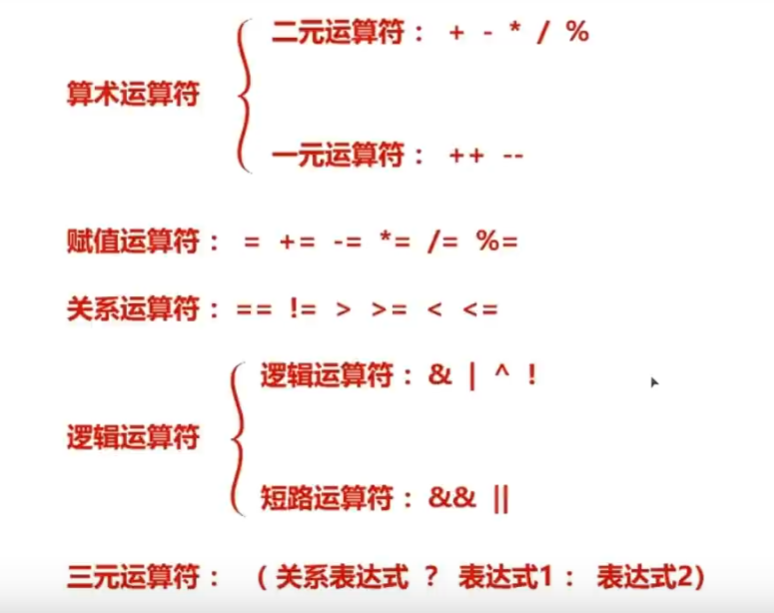 二元运算符： + - * / %
算术运算符
一元运算符： ++ --
赋值运算符： = += -= *= /= %=
关系运算符：== != > >= < <=
逻辑运算符：& | ^ !
逻辑运算符
短路运算符：&& ||
三元运算符： （关系表达式 ？ 表达式1 ： 表达式2）